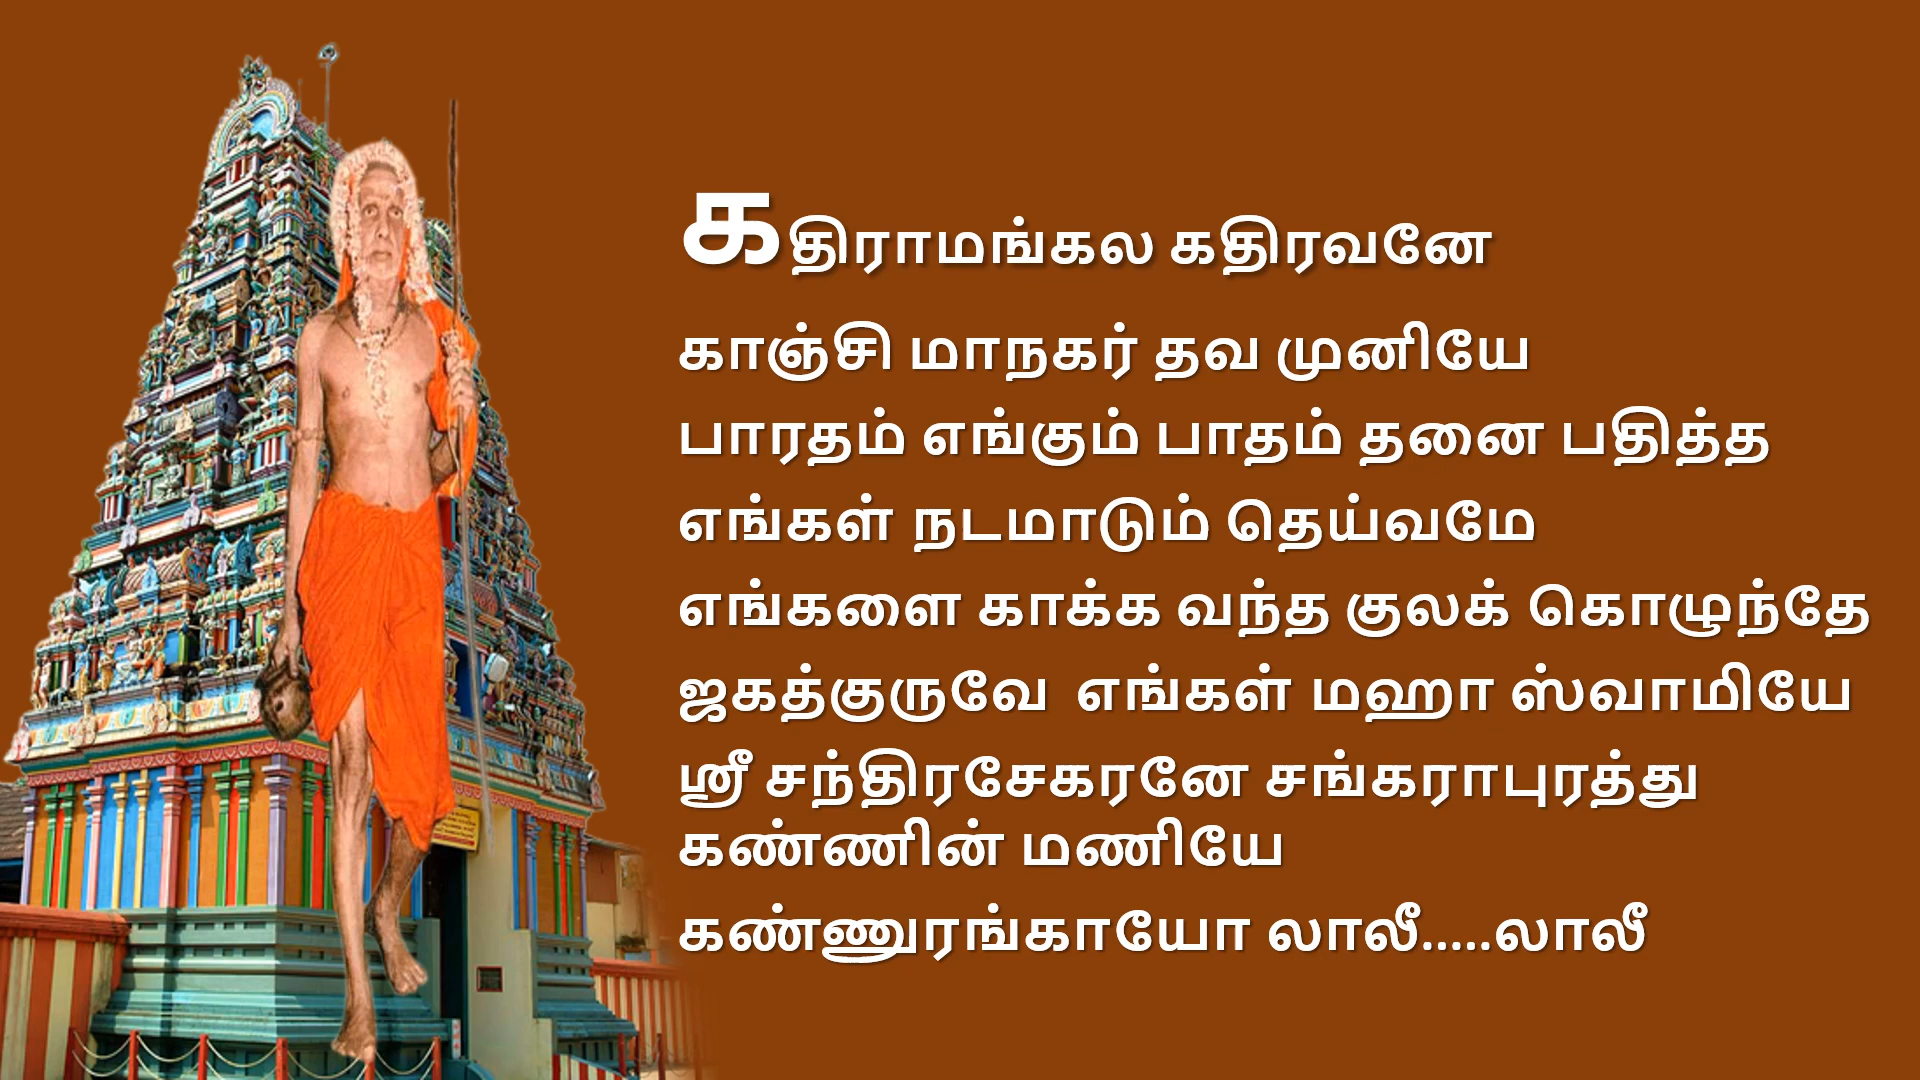 கதிராமங்கல கதிரவனே
காஞ்சி மாநகர் தவ முனியே
பாரதம் எங்கும் பாதம் தனை பதித்த
எங்கள் நடமாடும் தெய்வமே
எங்களை காக்க வந்த குலக் கொழுந்தே
ஜகத்குருவே எங்கள் மஹா ஸ்வாமியே
ஸ்ரீ சந்திரசேகரனே சங்கராபுரத்து
கண்ணின் மணியே
கண்ணுரங்காயோ லாலீ.....லாலீ